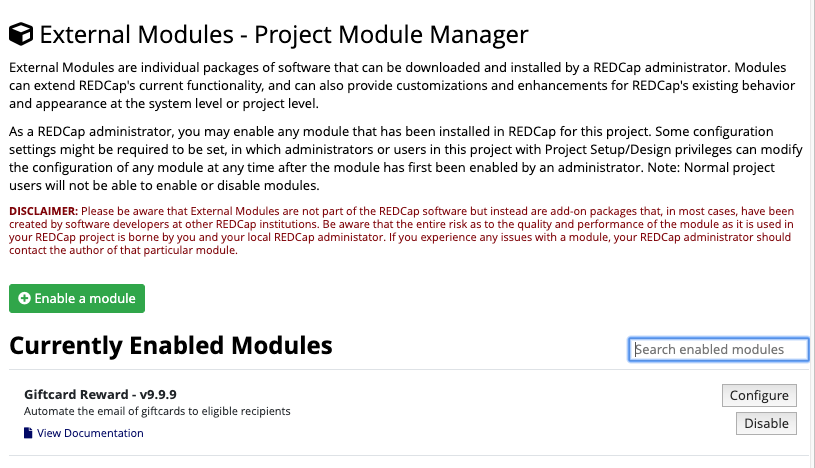 External Modules - Project Module Manager
External Modules are individual packages of software that can be downloaded and installed by a REDCap administrator. Modules
can extend REDCap's current functionality, and can also provide customizations and enhancements for REDCap's existing behavior
and appearance at the system level or project level.
As a REDCap administrator, you may enable any module that has been installed in REDCap for this project. Some configuration
settings might be required to be set, in which administrators or users in this project with Project Setup/Design privileges can modify
the configuration of any module at any time after the module has first been enabled by an administrator. Note: Normal project
users will not be able to enable or disable modules.
DISCLAIMER: Please be aware that External Modules are not part of the REDCap software but instead are add-on packages that, in most cases, have been
created by software developers at other REDCap institutions. Be aware that the entire risk as to the quality and performance of the module as it is used in
your REDCap project is borne by you and your local REDCap administator. If you experience any issues with a module, your REDCap administrator should
contact the author of that particular module.
Enable a module
Currently Enabled Modules
Search enabled modules
Giftcard Reward - v9.9.9
Configure
Automate the email of giftcards to eligible recipients
Disable
View Documentation